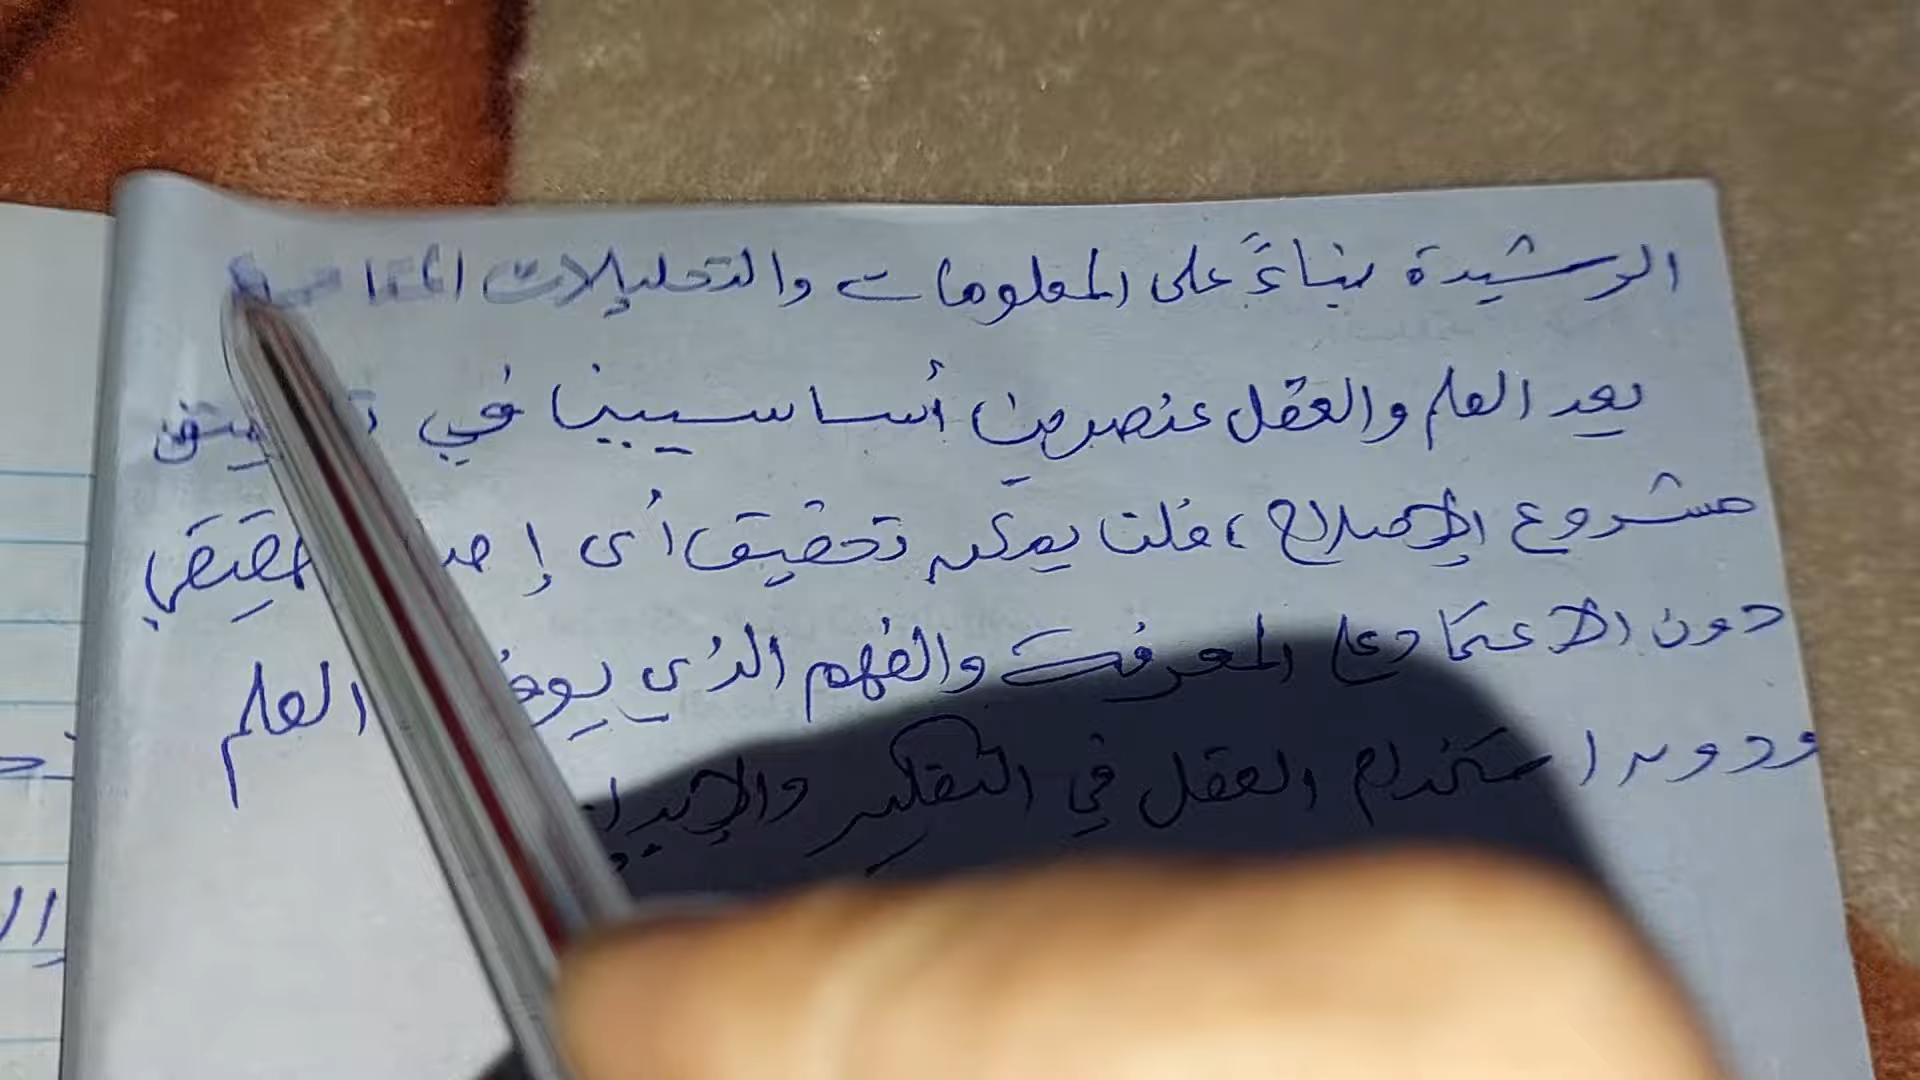 الرشيدة بناءً على المعلومات والتحليلات
يعد العلم والعقل عنصرين أساسيين في
مشروع الإصلاح، فلن يمكن تحقيق أى
دون الاعتماد على المعرفة والفهم الذي العلم
ودون استخدام العقل في التفكير